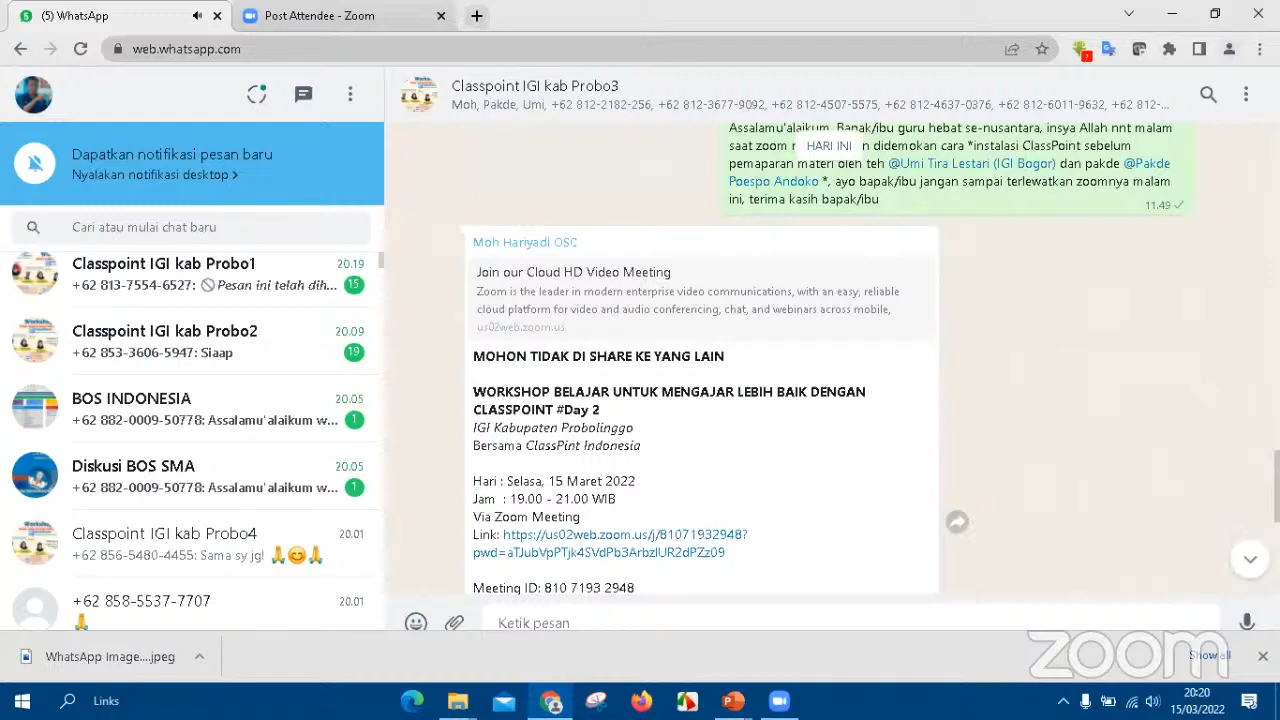 5 (5) WhatsApp
Post Attendee - Zoom
web.whatsapp.com
7
Dapatkan notifikasi pesan baru
Nyalakan notifikasi desktop >
Cari atau mulai chat baru
Classpoint IGI kab Probo1 20.19
+62 813-7554-6527: Pesan ini telah dih... 15
Classpoint IGI kab Probo2 20.09
+62 853-3606-5947: Siaap 19
BOS INDONESIA 20.05
+62 882-0009-50778: Assalamu'alaikum w... 1
Diskusi BOS SMA 20.05
+62 882-0009-50778: Assalamu'alaikum w... 1
Classpoint IGI kab Probo4 20.01
+62 856-5480-4455: Sama sy jg! 🙏😊🙏
+62 858-5537-7707 20.01
🙏
Classpoint IGI kab Probo3
Moh, Pakde, Umi, +62 812-2182-256, +62 812-3677-9092, +62 812-4507-5575, +62 812-4637-0376, +62 812-6011-9632, +62 812-...
Assalamu'alaikum, Bapak/ibu guru hebat se-nusantara, insya Allah nnt malam
HARI INI
saat zoom didemokan cara *instalasi ClassPoint sebelum
pemaparan materi oleh teh @Umi Tira Lestari (IGI Bogor) dan pakde @Pakde
Poespo Andoko *, ayo bapak/ibu jangan sampai terlewatkan zoomnya malam
ini, terima kasih bapak/ibu
11.49
Moh Hariyadi OSC
Join our Cloud HD Video Meeting
Zoom is the leader in modern enterprise video communications, with an easy, reliable
cloud platform for video and audio conferencing, chat, and webinars across mobile,
us02web.zoom.us
MOHON TIDAK DI SHARE KE YANG LAIN
WORKSHOP BELAJAR UNTUK MENGAJAR LEBIH BAIK DENGAN
CLASSPOINT #Day 2
IGI Kabupaten Probolinggo
Bersama ClassPint Indonesia
Hari : Selasa, 15 Maret 2022
Jam : 19.00 - 21.00 WIB
Via Zoom Meeting
Link: https://us02web.zoom.us/j/81071932948?
pwd=aTJubVpPTjk4SVdPb3ArbzlUR2dPZz09
Meeting ID: 810 7193 2948
Ketik pesan
WhatsApp Image....jpeg
zoom
Show all
Links
20:20
15/03/2022